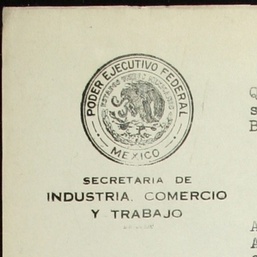 PODER EJECUTIVO FEDERAL
ESTADOS UNIDOS MEXICANOS
MEXICO
SECRETARIA DE
INDUSTRIA, COMERCIO
Y TRABAJO